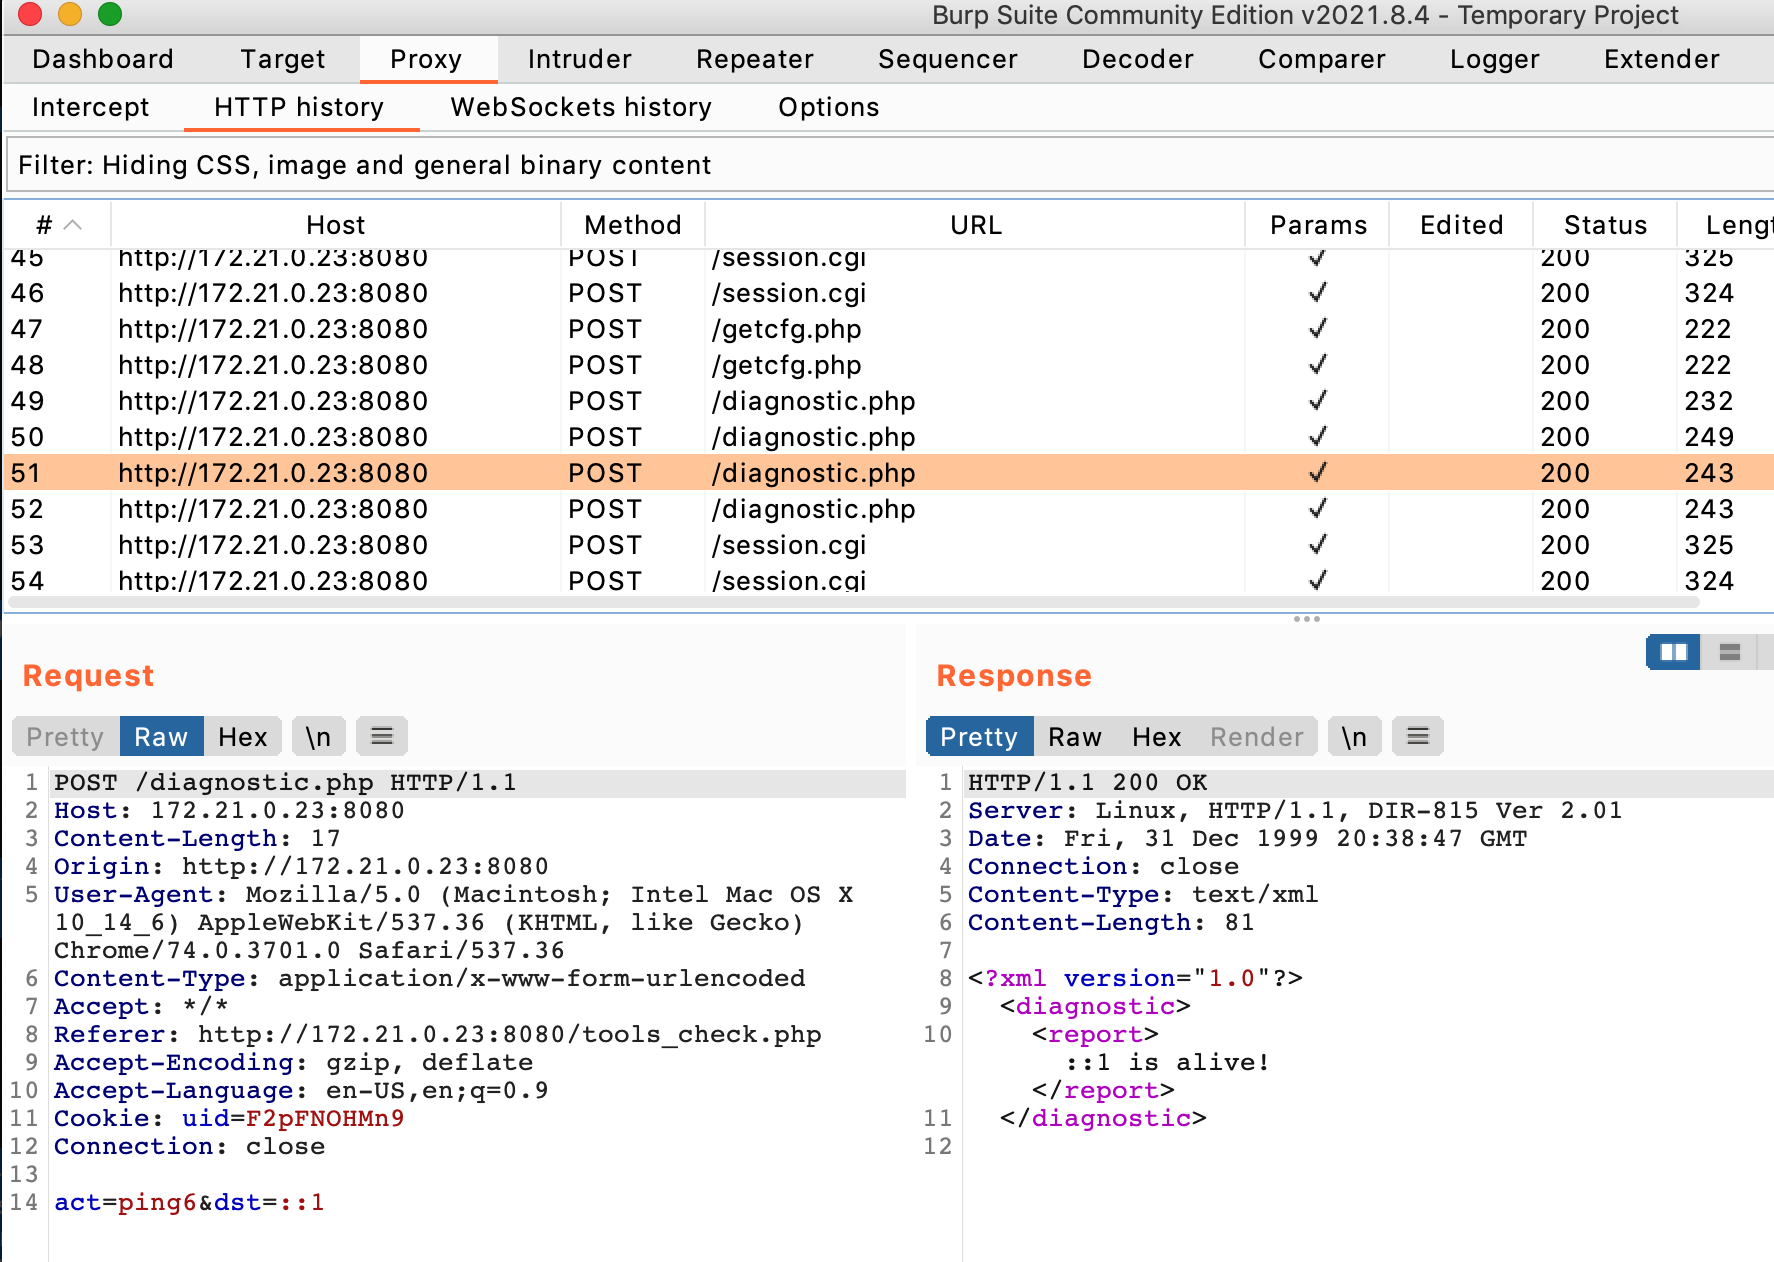 Burp Suite Community Edition v2021.8.4 - Temporary Project
Dashboard Target Proxy Intruder Repeater Sequencer Decoder Comparer Logger Extender
Intercept HTTP history WebSockets history Options
Filter: Hiding CSS, image and general binary content
# Host Method URL Params Edited Status Lengt
45 http://172.21.0.23:8080 POST /session.cgi ✓ 200 325
46 http://172.21.0.23:8080 POST /session.cgi ✓ 200 324
47 http://172.21.0.23:8080 POST /getcfg.php ✓ 200 222
48 http://172.21.0.23:8080 POST /getcfg.php ✓ 200 222
49 http://172.21.0.23:8080 POST /diagnostic.php ✓ 200 232
50 http://172.21.0.23:8080 POST /diagnostic.php ✓ 200 249
51 http://172.21.0.23:8080 POST /diagnostic.php ✓ 200 243
52 http://172.21.0.23:8080 POST /diagnostic.php ✓ 200 243
53 http://172.21.0.23:8080 POST /session.cgi ✓ 200 325
54 http://172.21.0.23:8080 POST /session.cgi ✓ 200 324
Request
Pretty Raw Hex \n
1 POST /diagnostic.php HTTP/1.1
2 Host: 172.21.0.23:8080
3 Content-Length: 17
4 Origin: http://172.21.0.23:8080
5 User-Agent: Mozilla/5.0 (Macintosh; Intel Mac OS X
10_14_6) AppleWebKit/537.36 (KHTML, like Gecko)
Chrome/74.0.3701.0 Safari/537.36
6 Content-Type: application/x-www-form-urlencoded
7 Accept: */*
8 Referer: http://172.21.0.23:8080/tools_check.php
9 Accept-Encoding: gzip, deflate
10 Accept-Language: en-US,en;q=0.9
11 Cookie: uid=F2pFNOHMn9
12 Connection: close
13
14 act=ping6&dst=::1
Response
Pretty Raw Hex Render \n
1 HTTP/1.1 200 OK
2 Server: Linux, HTTP/1.1, DIR-815 Ver 2.01
3 Date: Fri, 31 Dec 1999 20:38:47 GMT
4 Connection: close
5 Content-Type: text/xml
6 Content-Length: 81
7
8 <?xml version="1.0"?>
9 <diagnostic>
10 <report>
::1 is alive!
</report>
11 </diagnostic>
12